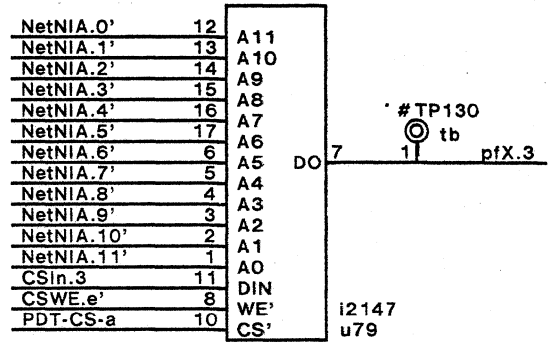 NetNIA.0' 12 A11
NetNIA.1' 13 A10
NetNIA.2' 14 A9
NetNIA.3' 15 A8
NetNIA.4' 16 A7
NetNIA.5' 17 A6
NetNIA.6' 6 A5 DO 7 1 pfX.3
NetNIA.7' 5 A4
NetNIA.8' 4 A3
NetNIA.9' 3 A2
NetNIA.10' 2 A1
NetNIA.11' 1 A0
CSIn.3 11 DIN
CSWE.e' 8 WE' i2147
PDT-CS-a 10 CS' u79
#TP130
tb